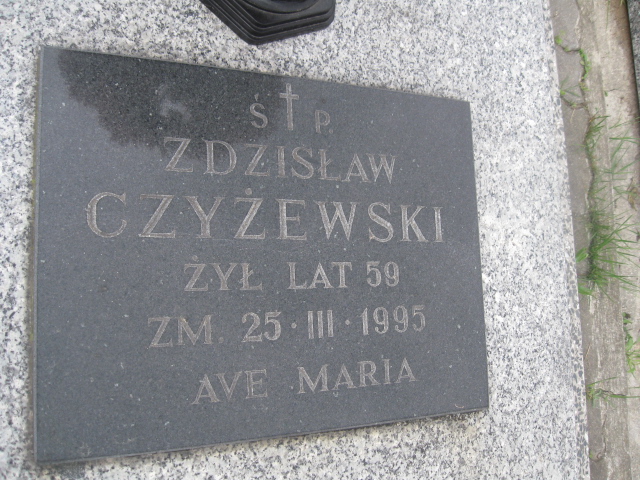 Ś † P.
ZDZISŁAW
CZYŻEWSKI
ŻYŁ LAT 59
ZM. 25·III·1995
AVE MARIA